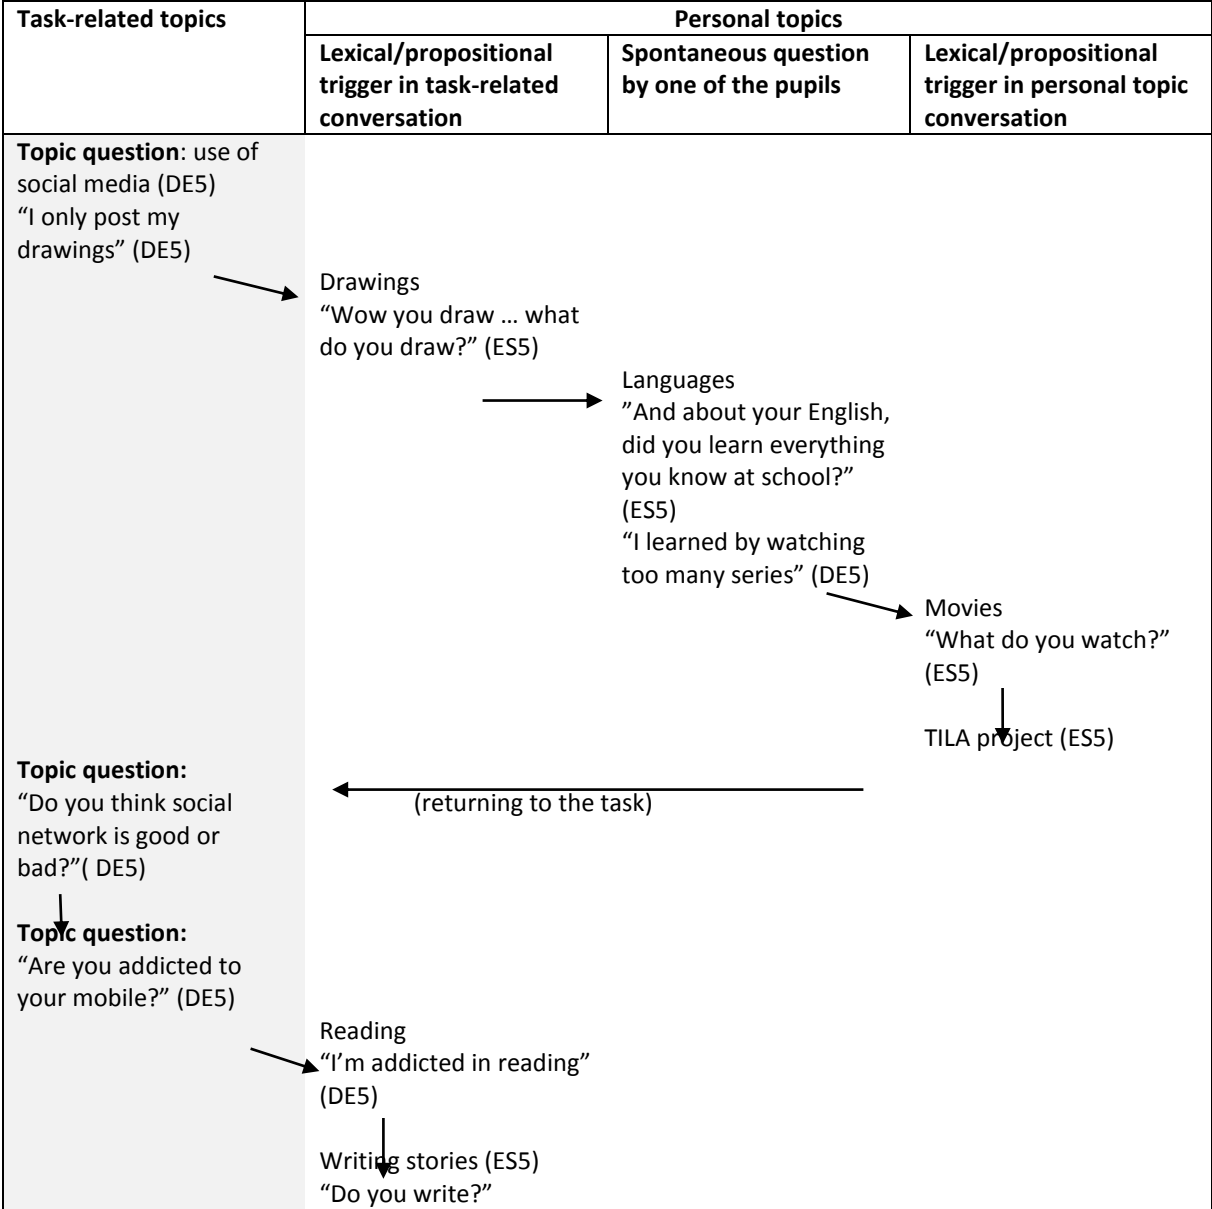 Task-related topics
Personal topics
Lexical/propositional
trigger in task-related
conversation
Spontaneous question
by one of the pupils
Lexical/propositional
trigger in personal topic
conversation
Topic question: use of
social media (DE5)
“I only post my
drawings” (DE5)
Drawings
“Wow you draw … what
do you draw?” (ES5)
Languages
”And about your English,
did you learn everything
you know at school?”
(ES5)
“I learned by watching
too many series” (DE5)
Movies
“What do you watch?”
(ES5)
TILA project (ES5)
(returning to the task)
Topic question:
“Do you think social
network is good or
bad?”( DE5)
Topic question:
“Are you addicted to
your mobile?” (DE5)
Reading
“I’m addicted in reading”
(DE5)
Writing stories (ES5)
“Do you write?”